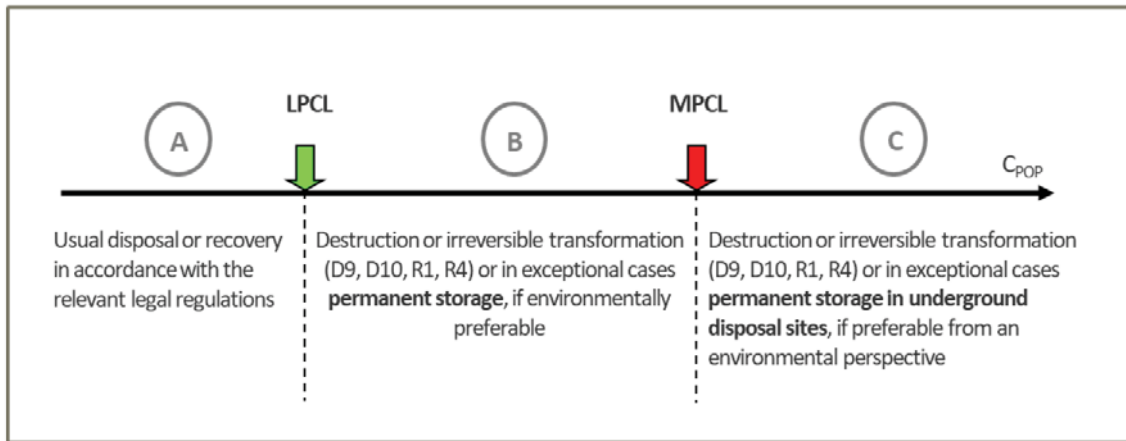 A
LPCL
B
MPCL
C
C_POP
Usual disposal or recovery
in accordance with the
relevant legal regulations
Destruction or irreversible transformation
(D9, D10, R1, R4) or in exceptional cases
permanent storage, if environmentally
preferable
Destruction or irreversible transformation
(D9, D10, R1, R4) or in exceptional cases
permanent storage in underground
disposal sites, if preferable from an
environmental perspective